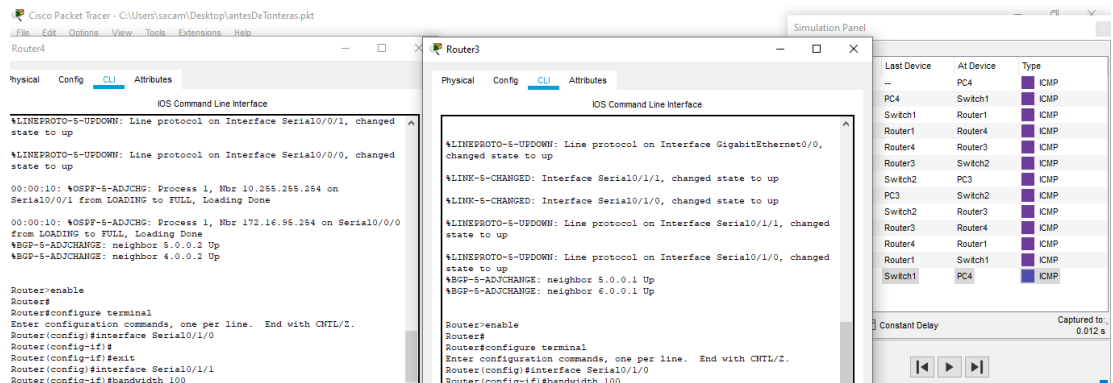 Cisco Packet Tracer - C:\Users\sacam\Desktop\antesDeTonteras.pkt
File Edit Options View Tools Extensions Help
Router4
Physical Config CLI Attributes
IOS Command Line Interface
%LINEPROTO-5-UPDOWN: Line protocol on Interface Serial0/0/1, changed
state to up
%LINEPROTO-5-UPDOWN: Line protocol on Interface Serial0/0/0, changed
state to up
00:00:10: %OSPF-5-ADJCHG: Process 1, Nbr 10.255.255.254 on
Serial0/0/1 from LOADING to FULL, Loading Done
00:00:10: %OSPF-5-ADJCHG: Process 1, Nbr 172.16.95.254 on Serial0/0/0
from LOADING to FULL, Loading Done
%BGP-5-ADJCHANGE: neighbor 5.0.0.2 Up
%BGP-5-ADJCHANGE: neighbor 4.0.0.2 Up
Router>enable
Router#
Router#configure terminal
Enter configuration commands, one per line. End with CNTL/Z.
Router(config)#interface Serial0/1/0
Router(config-if)#
Router(config-if)#exit
Router(config)#interface Serial0/1/1
Router(config-if)#bandwidth 100
Router3
Physical Config CLI Attributes
IOS Command Line Interface
%LINEPROTO-5-UPDOWN: Line protocol on Interface GigabitEthernet0/0,
changed state to up
%LINK-5-CHANGED: Interface Serial0/1/1, changed state to up
%LINK-5-CHANGED: Interface Serial0/1/0, changed state to up
%LINEPROTO-5-UPDOWN: Line protocol on Interface Serial0/1/1, changed
state to up
%LINEPROTO-5-UPDOWN: Line protocol on Interface Serial0/1/0, changed
state to up
%BGP-5-ADJCHANGE: neighbor 5.0.0.1 Up
%BGP-5-ADJCHANGE: neighbor 6.0.0.1 Up
Router>enable
Router#
Router#configure terminal
Enter configuration commands, one per line. End with CNTL/Z.
Router(config)#interface Serial0/1/0
Router(config-if)#bandwidth 100
Simulation Panel
Last Device At Device Type
-- PC4 ICMP
PC4 Switch1 ICMP
Switch1 Router1 ICMP
Router1 Router4 ICMP
Router4 Router3 ICMP
Router3 Switch2 ICMP
Switch2 PC3 ICMP
PC3 Switch2 ICMP
Switch2 Router3 ICMP
Router3 Router4 ICMP
Router4 Router1 ICMP
Router1 Switch1 ICMP
Switch1 PC4 ICMP
Constant Delay
Captured to:
0.012 s